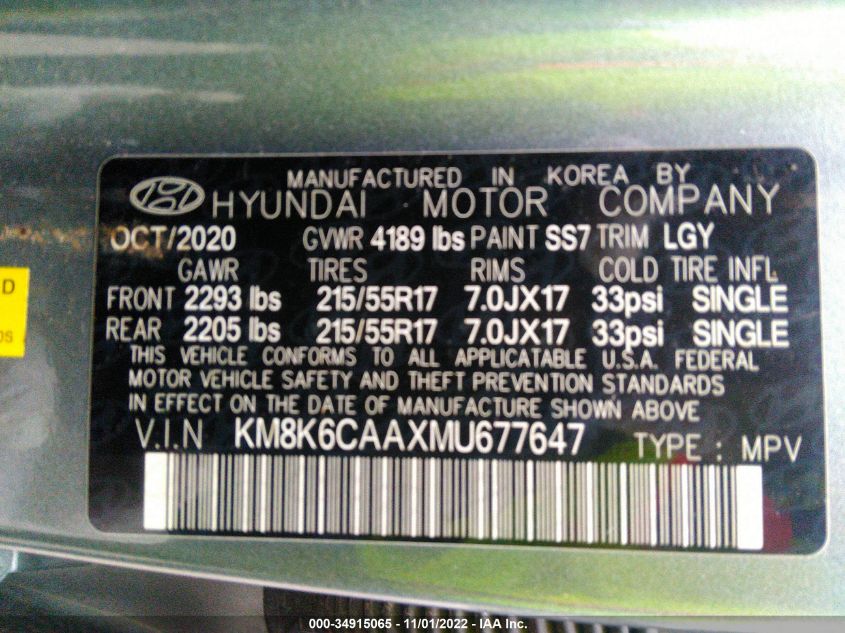 MANUFACTURED IN KOREA BY
HYUNDAI MOTOR COMPANY
OCT/2020 GVWR 4189 lbs PAINT SS7 TRIM LGY
GAWR TIRES RIMS COLD TIRE INFL
FRONT 2293 lbs 215/55R17 7.0JX17 33psi SINGLE
REAR 2205 lbs 215/55R17 7.0JX17 33psi SINGLE
THIS VEHICLE CONFORMS TO ALL APPLICATABLE U.S.A. FEDERAL
MOTOR VEHICLE SAFETY AND THEFT PREVENTION STANDARDS
IN EFFECT ON THE DATE OF MANUFACTURE SHOWN ABOVE
V.I.N KM8K6CAAXMU677647 TYPE : MPV
D
000-34915065 - 11/01/2022 - IAA Inc.